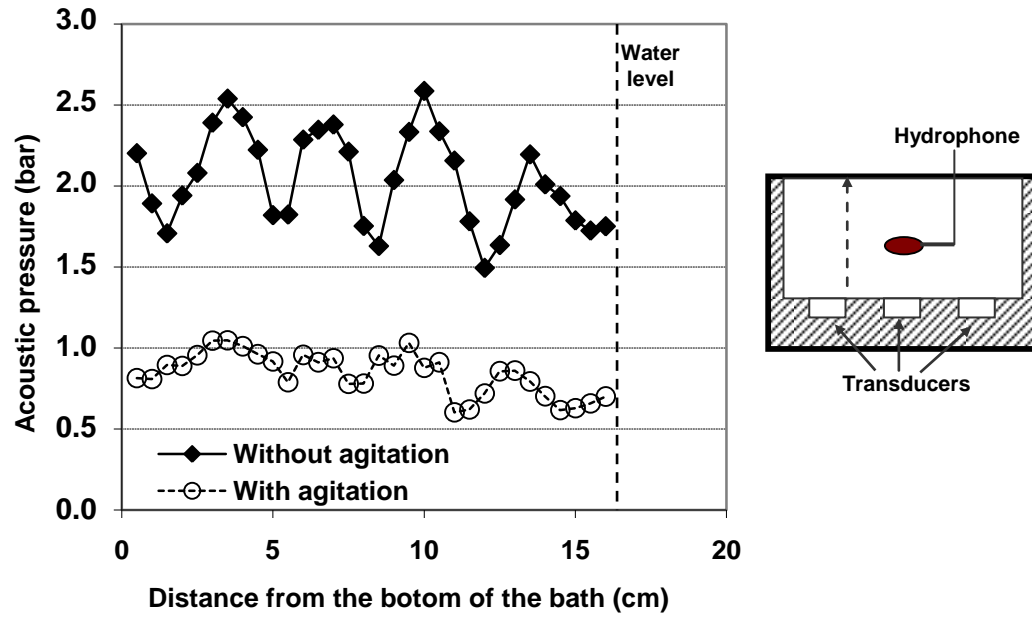 3.0
2.5
2.0
1.5
1.0
0.5
0.0
Acoustic pressure (bar)
Water
level
Without agitation
With agitation
0 5 10 15 20
Distance from the botom of the bath (cm)
Hydrophone
Transducers